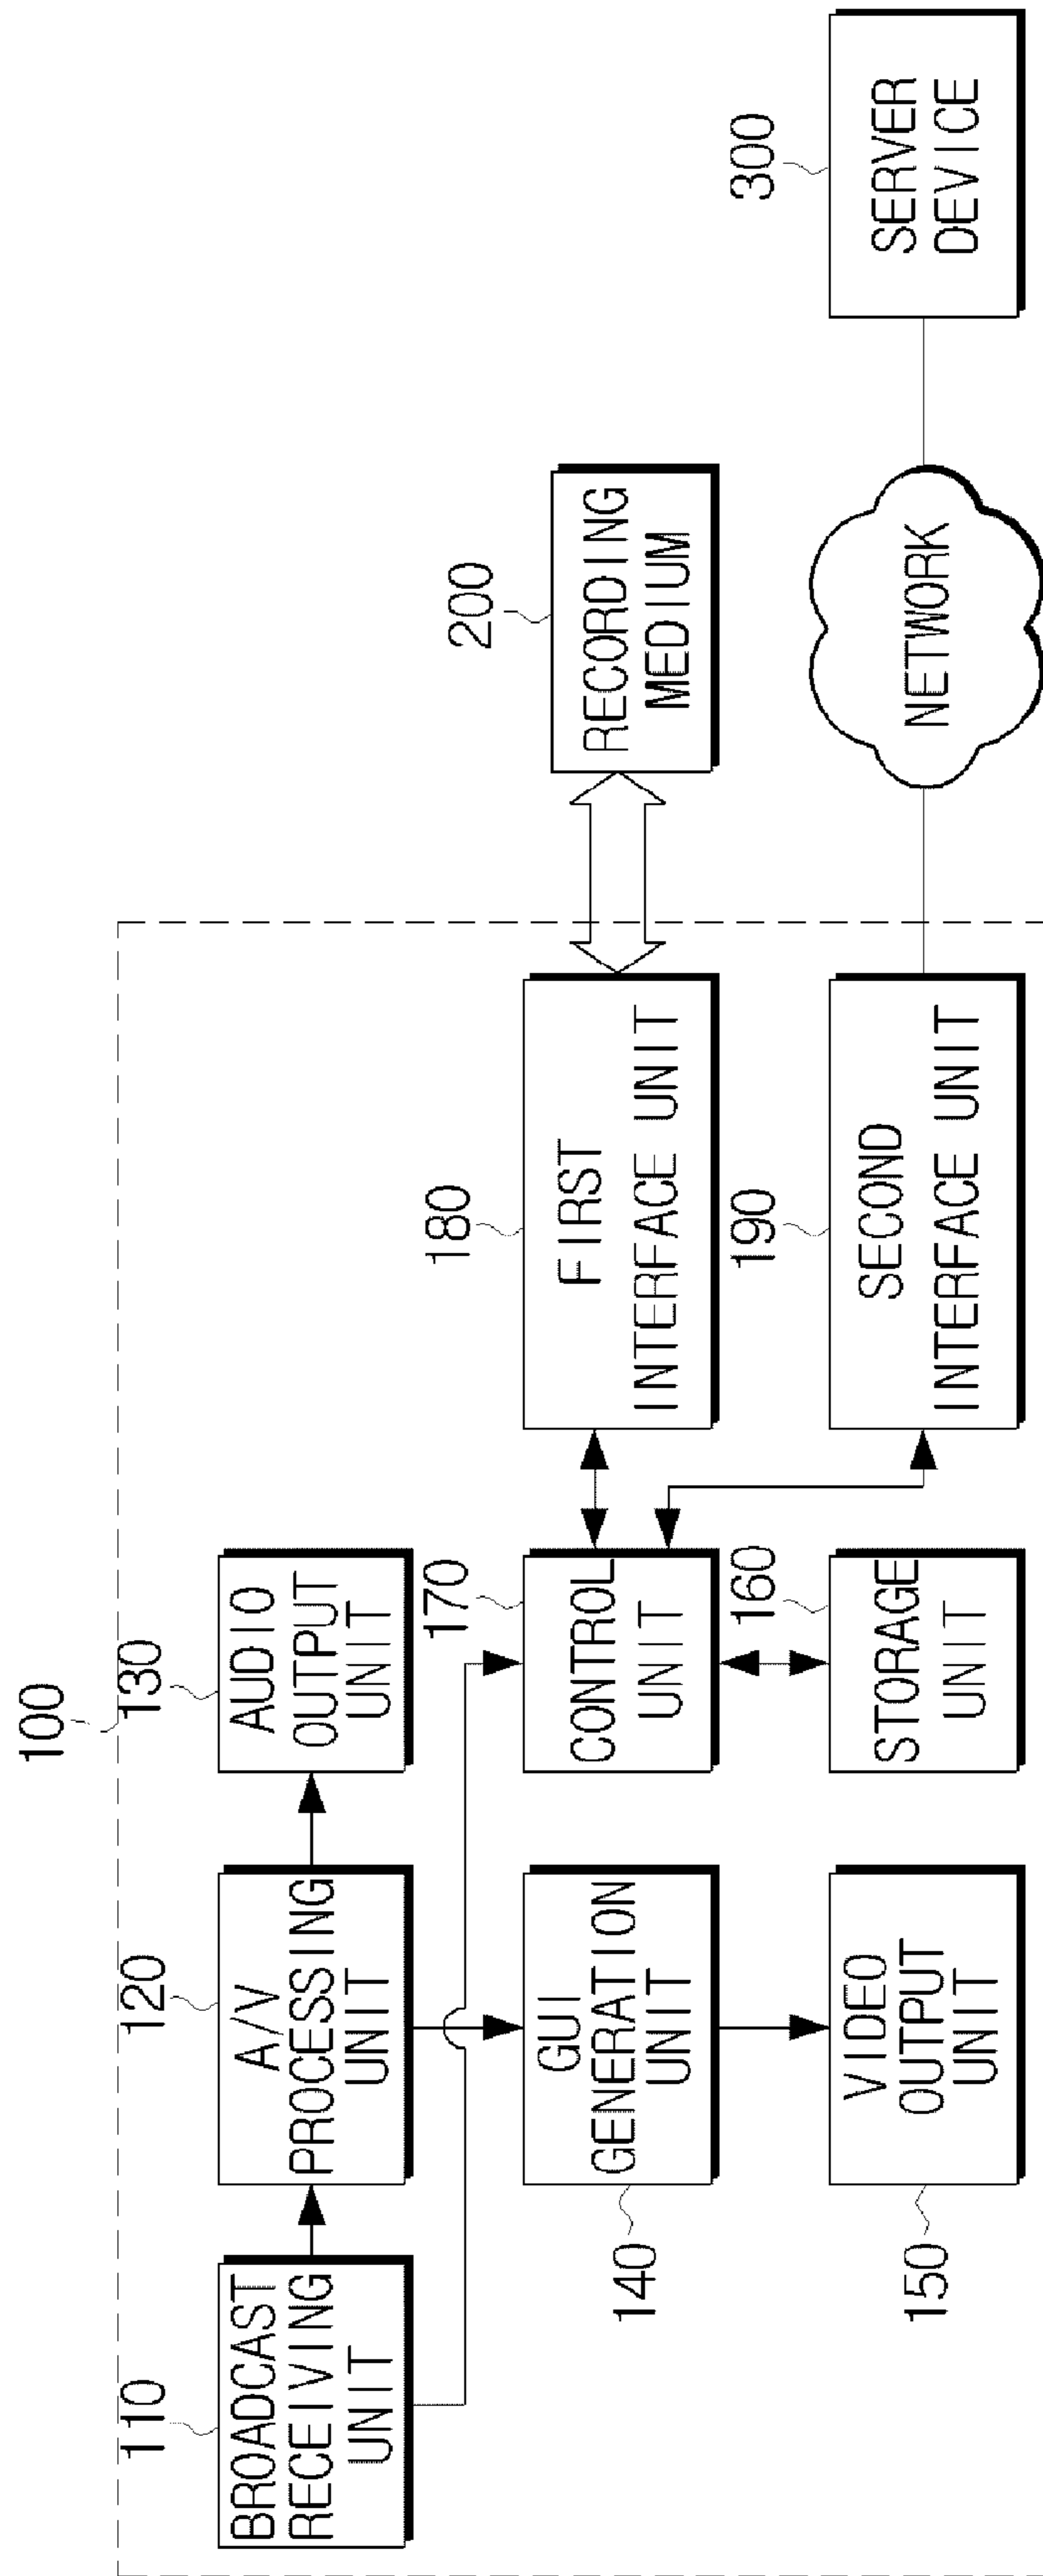 100
110
BROADCAST
RECEIVING
UNIT
120
A/V
PROCESSING
UNIT
130
AUDIO
OUTPUT
UNIT
140
GUI
GENERATION
UNIT
170
CONTROL
UNIT
180
FIRST
INTERFACE UNIT
200
RECORDING
MEDIUM
150
VIDEO
OUTPUT
UNIT
160
STORAGE
UNIT
190
SECOND
INTERFACE UNIT
NETWORK
300
SERVER
DEVICE